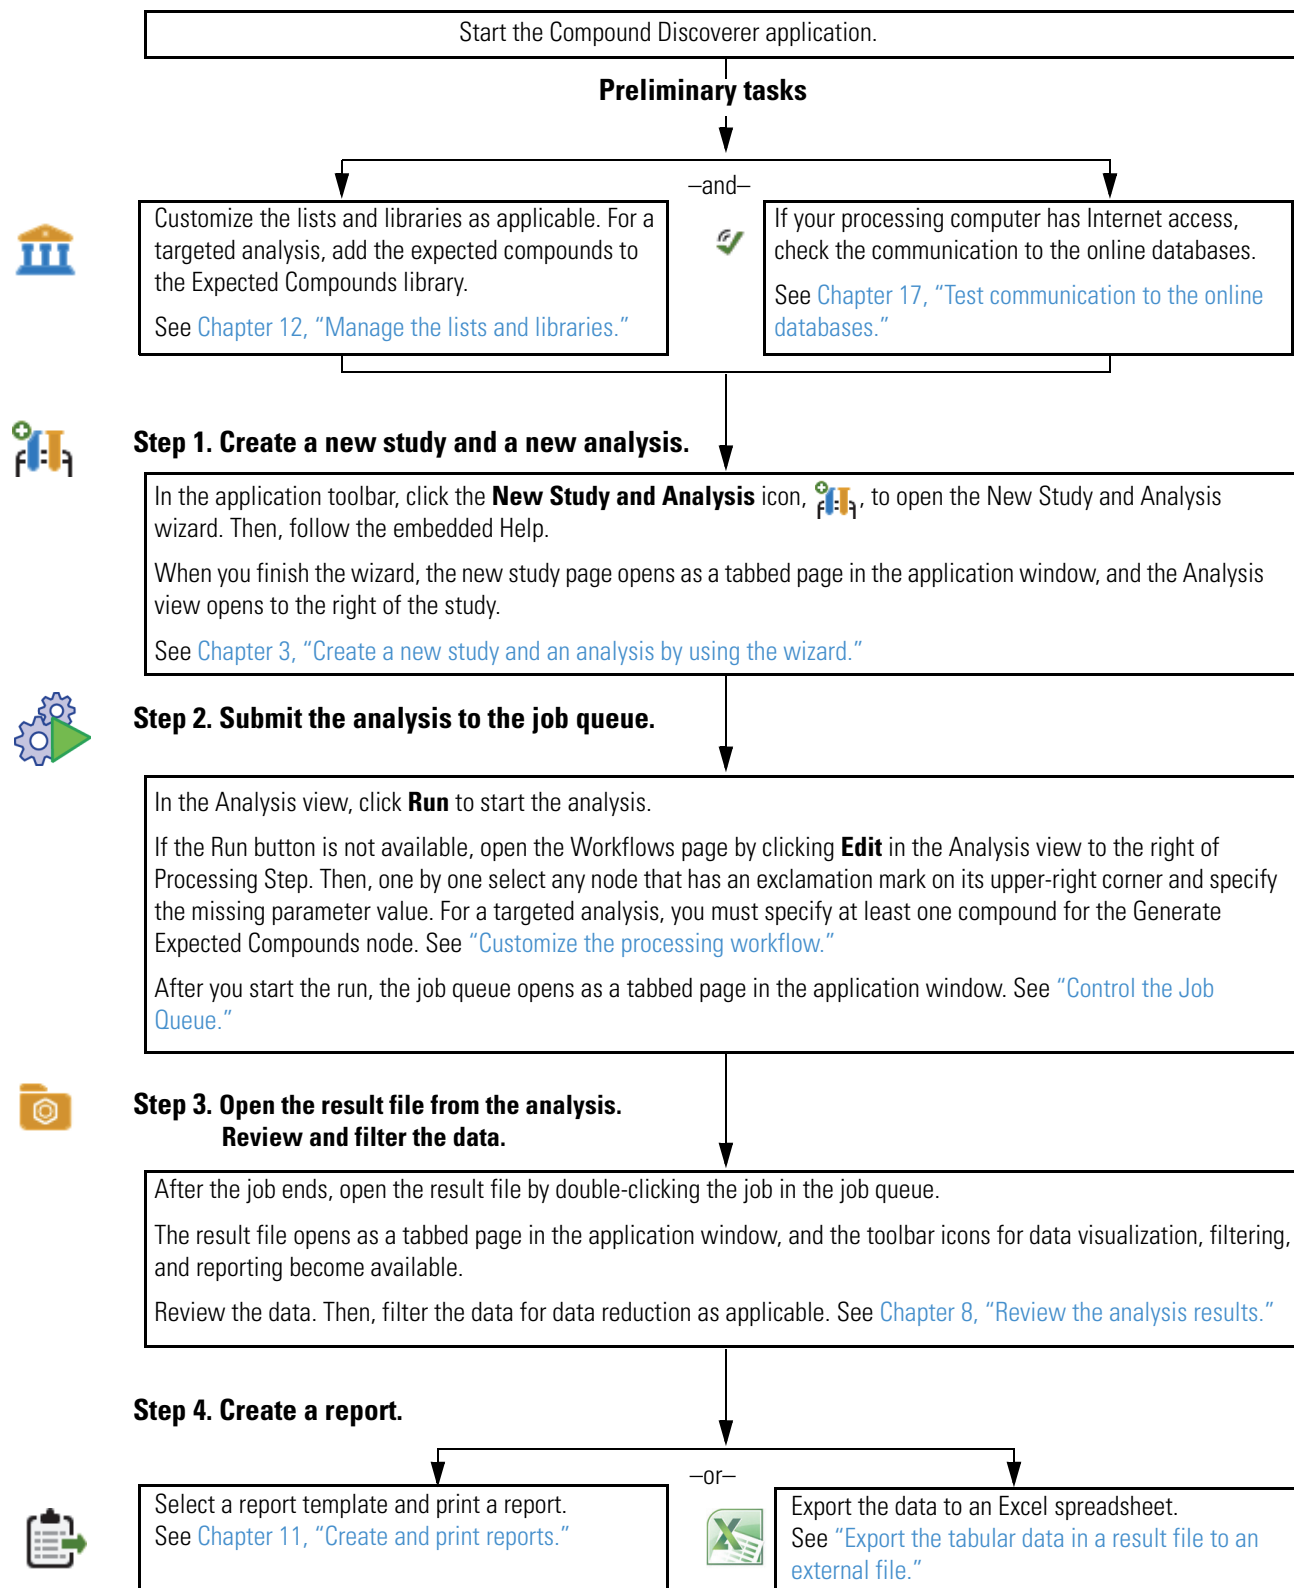 Start the Compound Discoverer application.
Preliminary tasks
–and–
Customize the lists and libraries as applicable. For a
targeted analysis, add the expected compounds to
the Expected Compounds library.
See Chapter 12, “Manage the lists and libraries.”
If your processing computer has Internet access,
check the communication to the online databases.
See Chapter 17, “Test communication to the online
databases.”
Step 1. Create a new study and a new analysis.
In the application toolbar, click the New Study and Analysis icon, , to open the New Study and Analysis
wizard. Then, follow the embedded Help.
When you finish the wizard, the new study page opens as a tabbed page in the application window, and the Analysis
view opens to the right of the study.
See Chapter 3, “Create a new study and an analysis by using the wizard.”
Step 2. Submit the analysis to the job queue.
In the Analysis view, click Run to start the analysis.
If the Run button is not available, open the Workflows page by clicking Edit in the Analysis view to the right of
Processing Step. Then, one by one select any node that has an exclamation mark on its upper-right corner and specify
the missing parameter value. For a targeted analysis, you must specify at least one compound for the Generate
Expected Compounds node. See “Customize the processing workflow.”
After you start the run, the job queue opens as a tabbed page in the application window. See “Control the Job
Queue.”
Step 3. Open the result file from the analysis.
Review and filter the data.
After the job ends, open the result file by double-clicking the job in the job queue.
The result file opens as a tabbed page in the application window, and the toolbar icons for data visualization, filtering,
and reporting become available.
Review the data. Then, filter the data for data reduction as applicable. See Chapter 8, “Review the analysis results.”
Step 4. Create a report.
–or–
Select a report template and print a report.
See Chapter 11, “Create and print reports.”
Export the data to an Excel spreadsheet.
See “Export the tabular data in a result file to an
external file.”